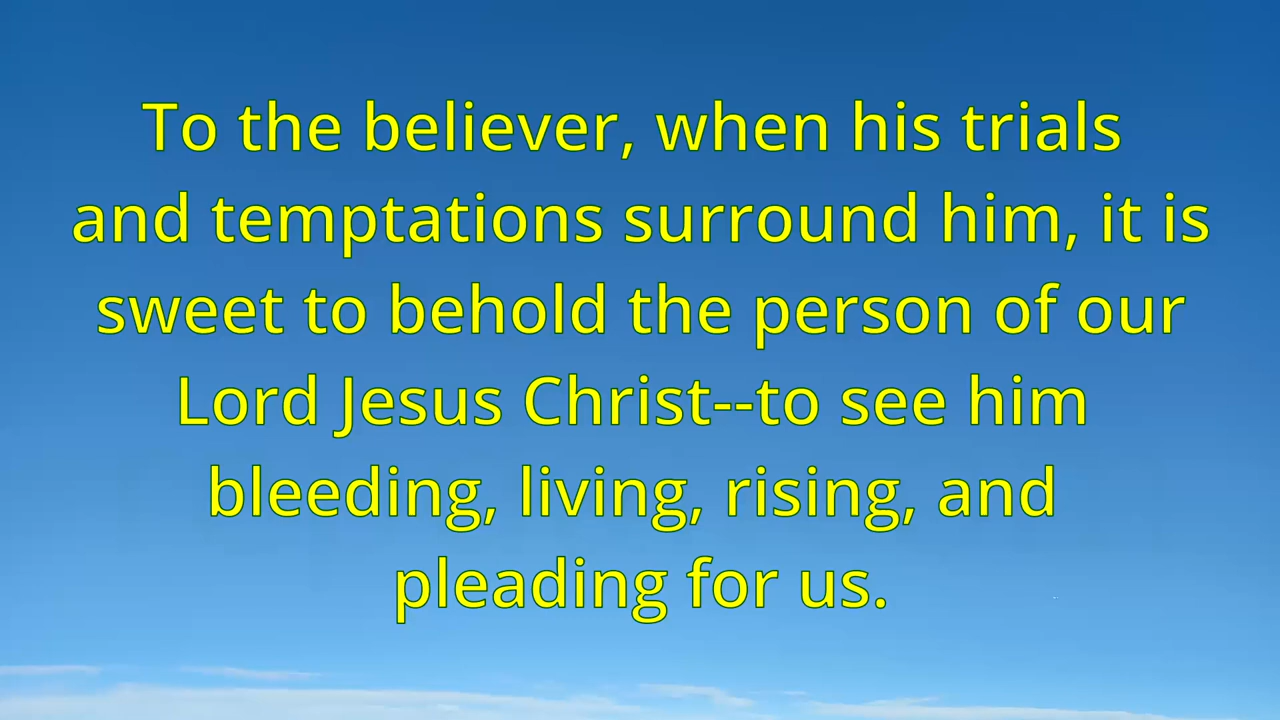 To the believer, when his trials
and temptations surround him, it is
sweet to behold the person of our
Lord Jesus Christ--to see him
bleeding, living, rising, and
pleading for us.